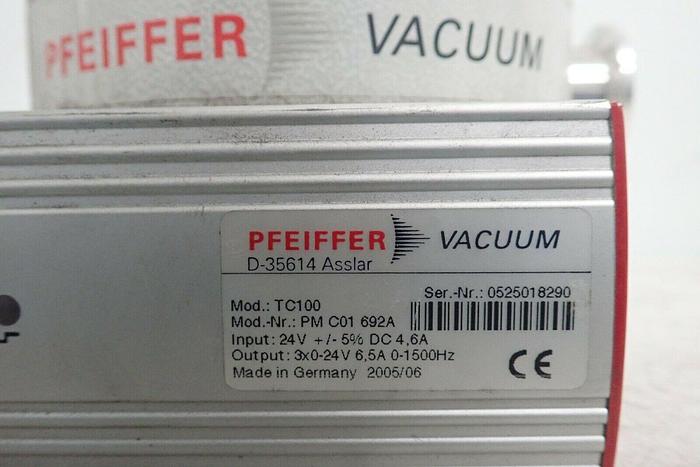 PFEIFFER VACUUM
PFEIFFER VACUUM
D-35614 Asslar
Ser.-Nr.: 0525018290
Mod.: TC100
Mod.-Nr.: PM C01 692A
Input: 24V +/- 5% DC 4,6A
Output: 3x0-24V 6,5A 0-1500Hz
Made in Germany 2005/06
CE